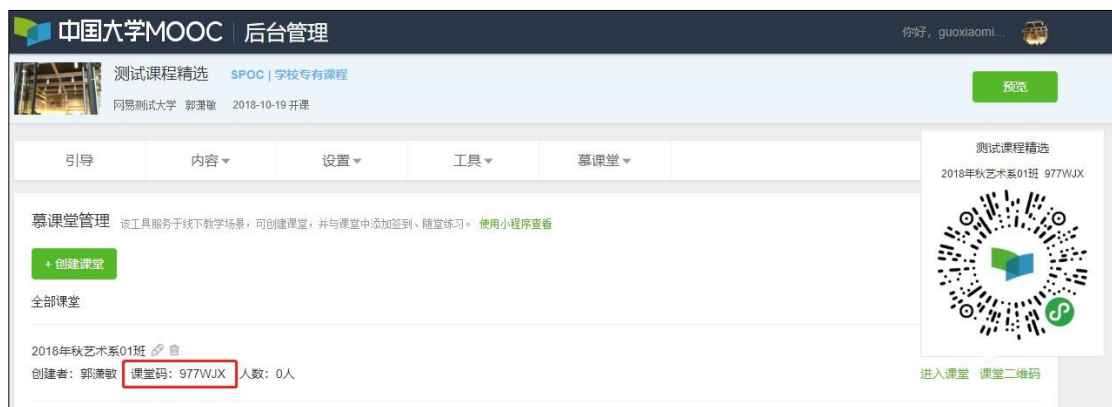 中国大学MOOC 后台管理
你好，guoxiaomi...
测试课程精选 SPOC | 学校专有课程
网易测试大学 郭潇敏 2018-10-19 开课
预览
引导 内容 设置 工具 慕课堂
测试课程精选
2018年秋艺术系01班 977WJX
慕课堂管理 该工具服务于线下教学场景，可创建课堂，并与课堂中添加签到、随堂练习。 使用小程序查看
+ 创建课堂
全部课堂
2018年秋艺术系01班
创建者：郭潇敏 课堂码：977WJX 人数：0人
进入课堂 课堂二维码